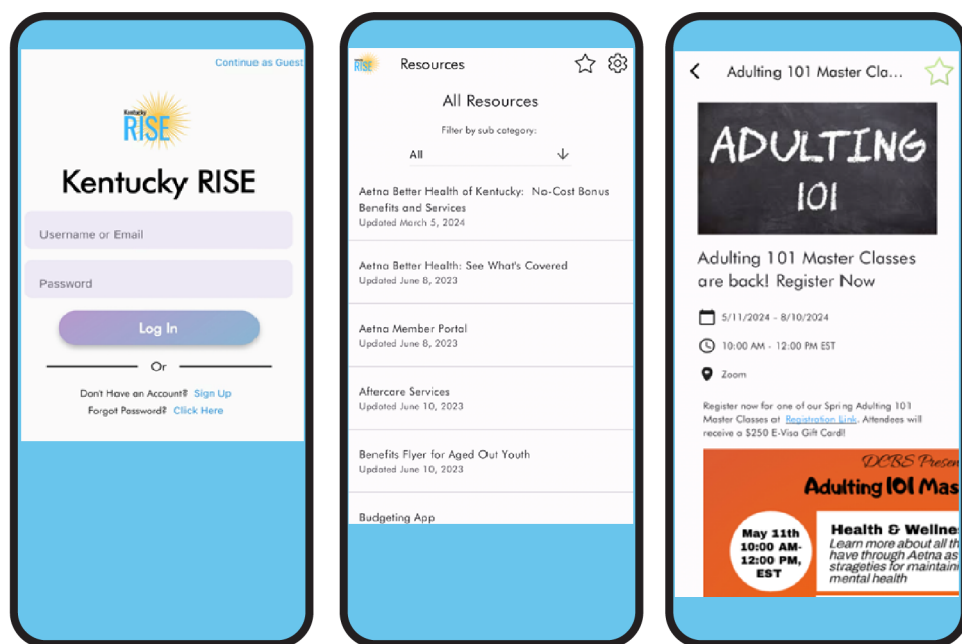 Continue as Guest
Kentucky
RISE
Kentucky RISE
Username or Email
Password
Log In
Or
Don't Have an Account? Sign Up
Forgot Password? Click Here
RISE
Resources
All Resources
Filter by sub category:
All
Aetna Better Health of Kentucky: No-Cost Bonus
Benefits and Services
Updated March 5, 2024
Aetna Better Health: See What's Covered
Updated June 8, 2023
Aetna Member Portal
Updated June 8, 2023
Aftercare Services
Updated June 10, 2023
Benefits Flyer for Aged Out Youth
Updated June 10, 2023
Budgeting App
Adulting 101 Master Cla...
ADULTING
101
Adulting 101 Master Classes
are back! Register Now
5/11/2024 - 8/10/2024
10:00 AM - 12:00 PM EST
Zoom
Register now for one of our Spring Adulting 101
Master Classes at Registration Link. Attendees will
receive a $250 E-Visa Gift Card!
DCBS Presen
Adulting 101 Mas
May 11th
10:00 AM-
12:00 PM,
EST
Health & Wellne
Learn more about all th
have through Aetna as
strageties for maintaini
mental health